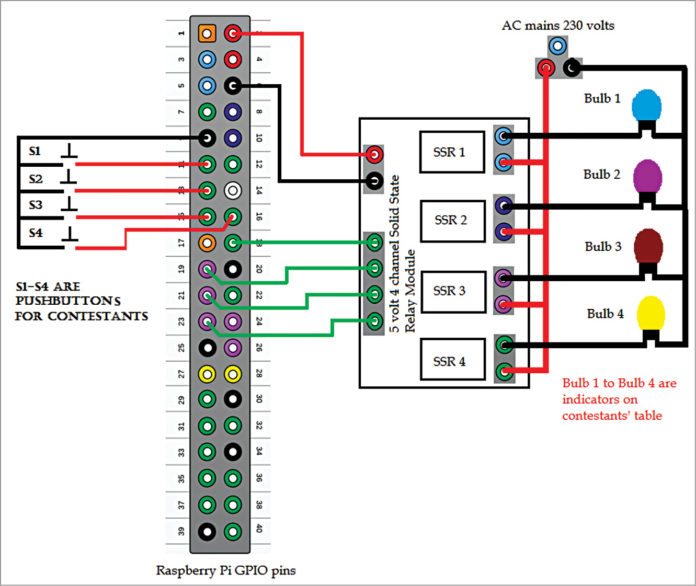 AC mains 230 volts
1
3 4
5
7 8
10
11 12
13 14
15 16
17 18
19 20
21 22
23 24
25 26
27 28
29 30
31 32
33 34
35 36
37 38
39 40
S1
S2
S3
S4
S1-S4 ARE
PUSHBUTTONS
FOR CONTESTANTS
5 volt 4 channel Solid State
Relay Module
SSR 1
SSR 2
SSR 3
SSR 4
Bulb 1
Bulb 2
Bulb 3
Bulb 4
Bulb 1 to Bulb 4 are
indicators on
contestants' table
Raspberry Pi GPIO pins